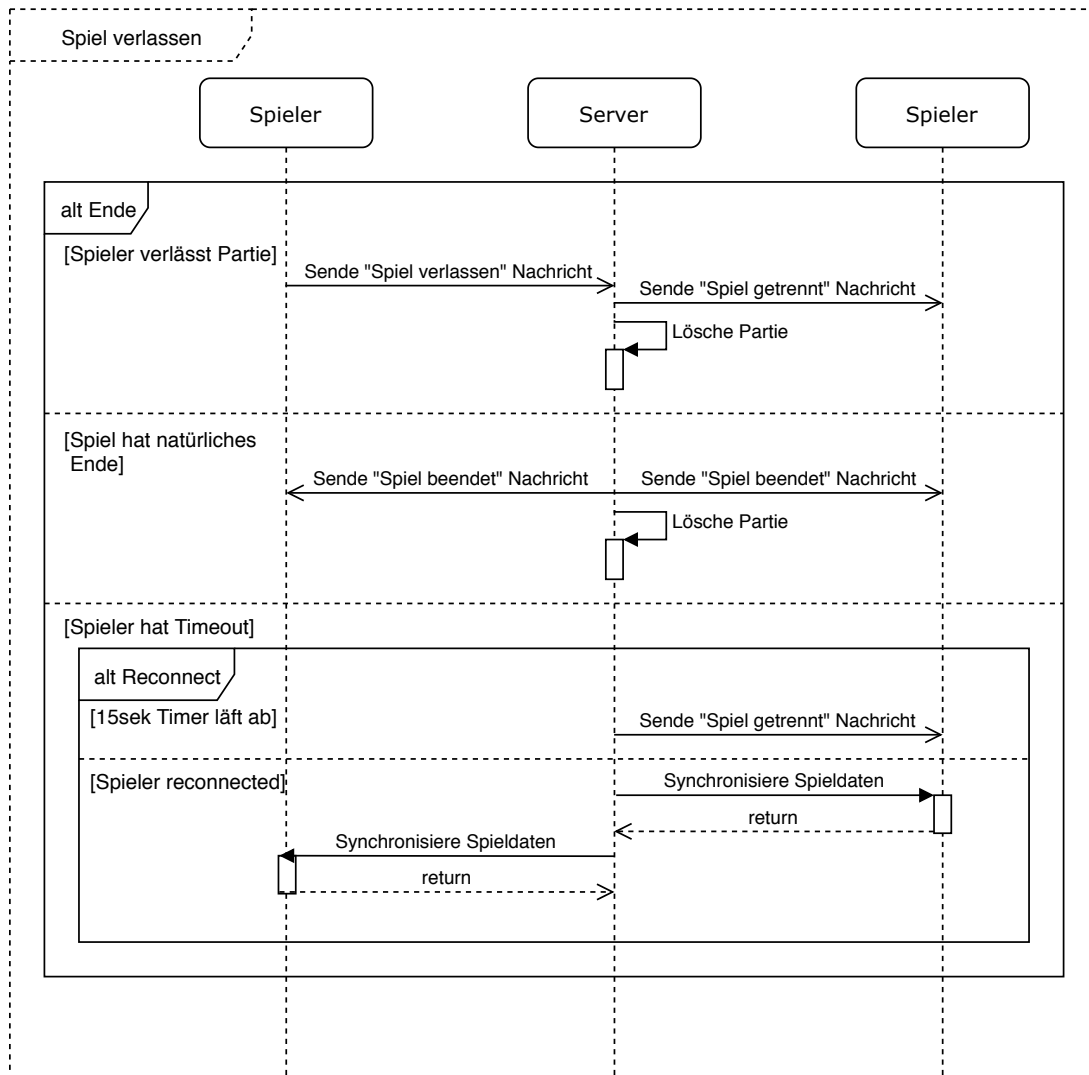 Spiel verlassen
Spieler
Server
Spieler
alt Ende
[Spieler verlässt Partie]
Sende "Spiel verlassen" Nachricht
Sende "Spiel getrennt" Nachricht
Lösche Partie
[Spiel hat natürliches
Ende]
Sende "Spiel beendet" Nachricht
Sende "Spiel beendet" Nachricht
Lösche Partie
[Spieler hat Timeout]
alt Reconnect
[15sek Timer läft ab]
Sende "Spiel getrennt" Nachricht
[Spieler reconnected]
Synchronisiere Spieldaten
return
Synchronisiere Spieldaten
return